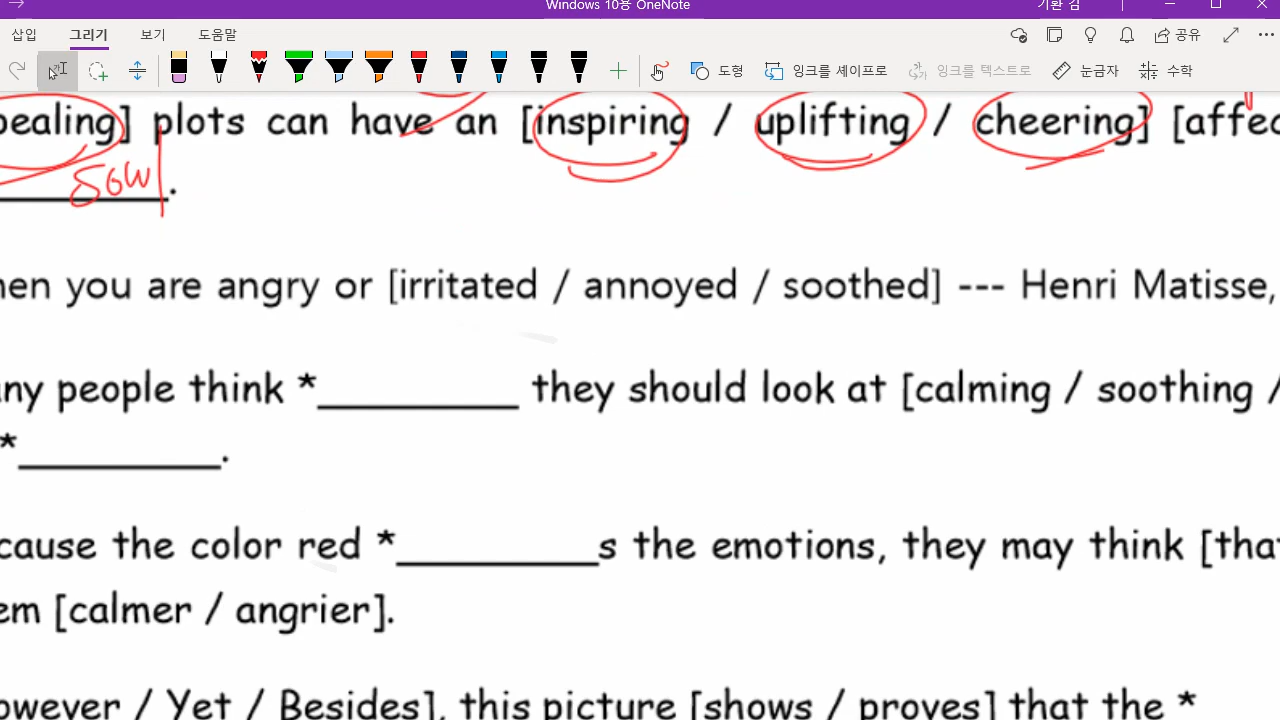 Windows 10용 OneNote
기환 김
삽입 그리기 보기 도움말
공유
도형 잉크를 셰이프로 잉크를 텍스트로 눈금자 수학
pealing] plots can have an [inspiring / uplifting / cheering] [affec
soul
__________.
hen you are angry or [irritated / annoyed / soothed] --- Henri Matisse,
any people think *__________ they should look at [calming / soothing /
*__________.
cause the color red *__________s the emotions, they may think [tha
em [calmer / angrier].
owever / Yet / Besides], this picture [shows / proves] that the *